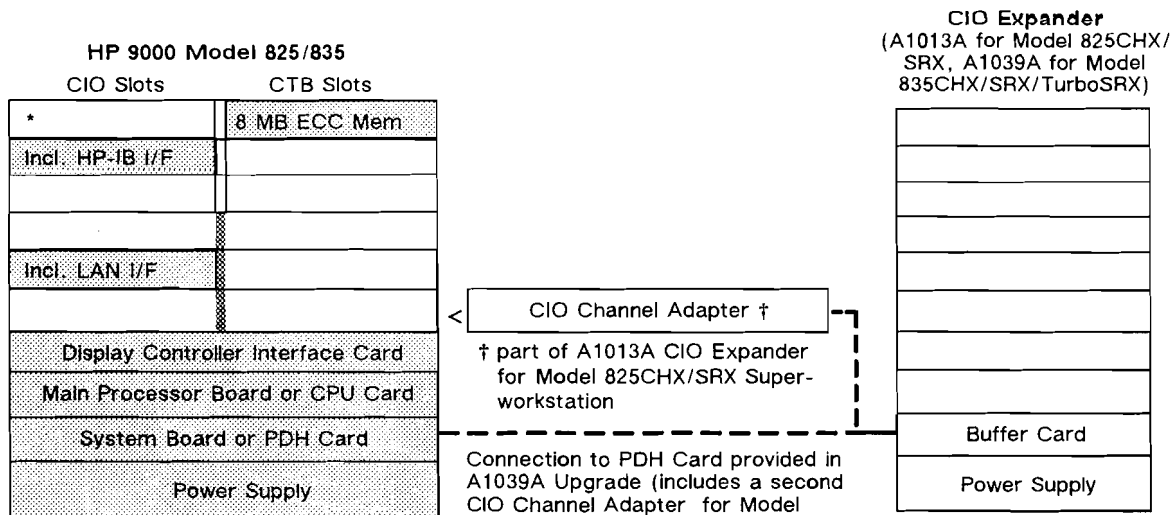 HP 9000 Model 825/835
CIO Slots
CTB Slots
*
8 MB ECC Mem
Incl. HP-IB I/F
Incl. LAN I/F
Display Controller Interface Card
Main Processor Board or CPU Card
System Board or PDH Card
Power Supply
< CIO Channel Adapter †
† part of A1013A CIO Expander
for Model 825CHX/SRX Super-
workstation
Connection to PDH Card provided in
A1039A Upgrade (includes a second
CIO Channel Adapter for Model
CIO Expander
(A1013A for Model 825CHX/
SRX, A1039A for Model
835CHX/SRX/TurboSRX)
Buffer Card
Power Supply